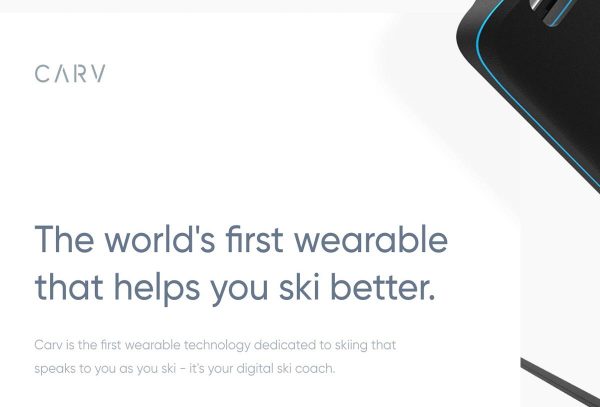 CARV
The world's first wearable
that helps you ski better.
Carv is the first wearable technology dedicated to skiing that
speaks to you as you ski - it's your digital ski coach.